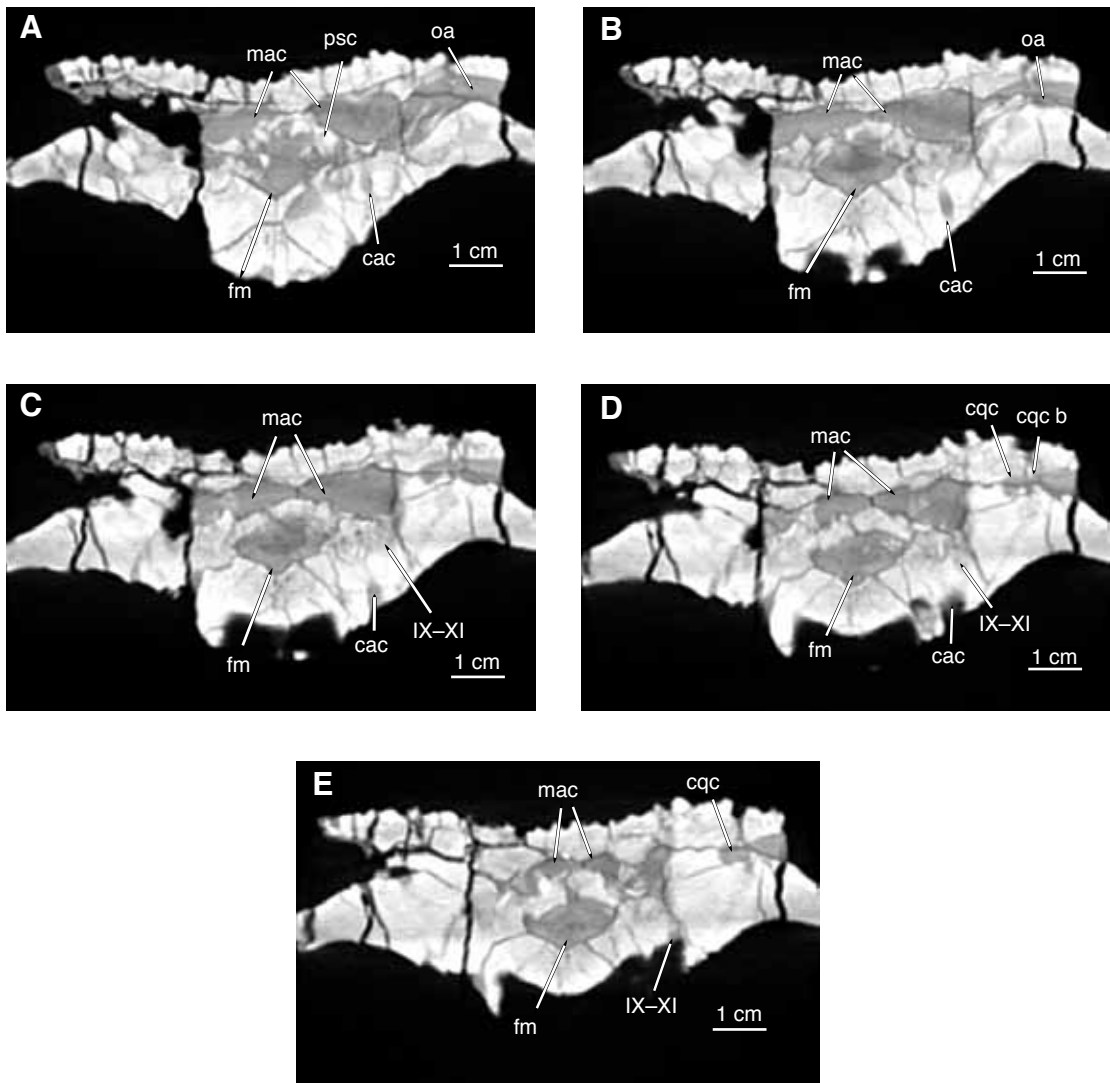 A
mac
psc
oa
cac
fm
1 cm
B
mac
oa
cac
fm
1 cm
C
mac
IX–XI
cac
fm
1 cm
D
mac
cqc
cqc b
IX–XI
cac
fm
1 cm
E
mac
cqc
IX–XI
fm
1 cm